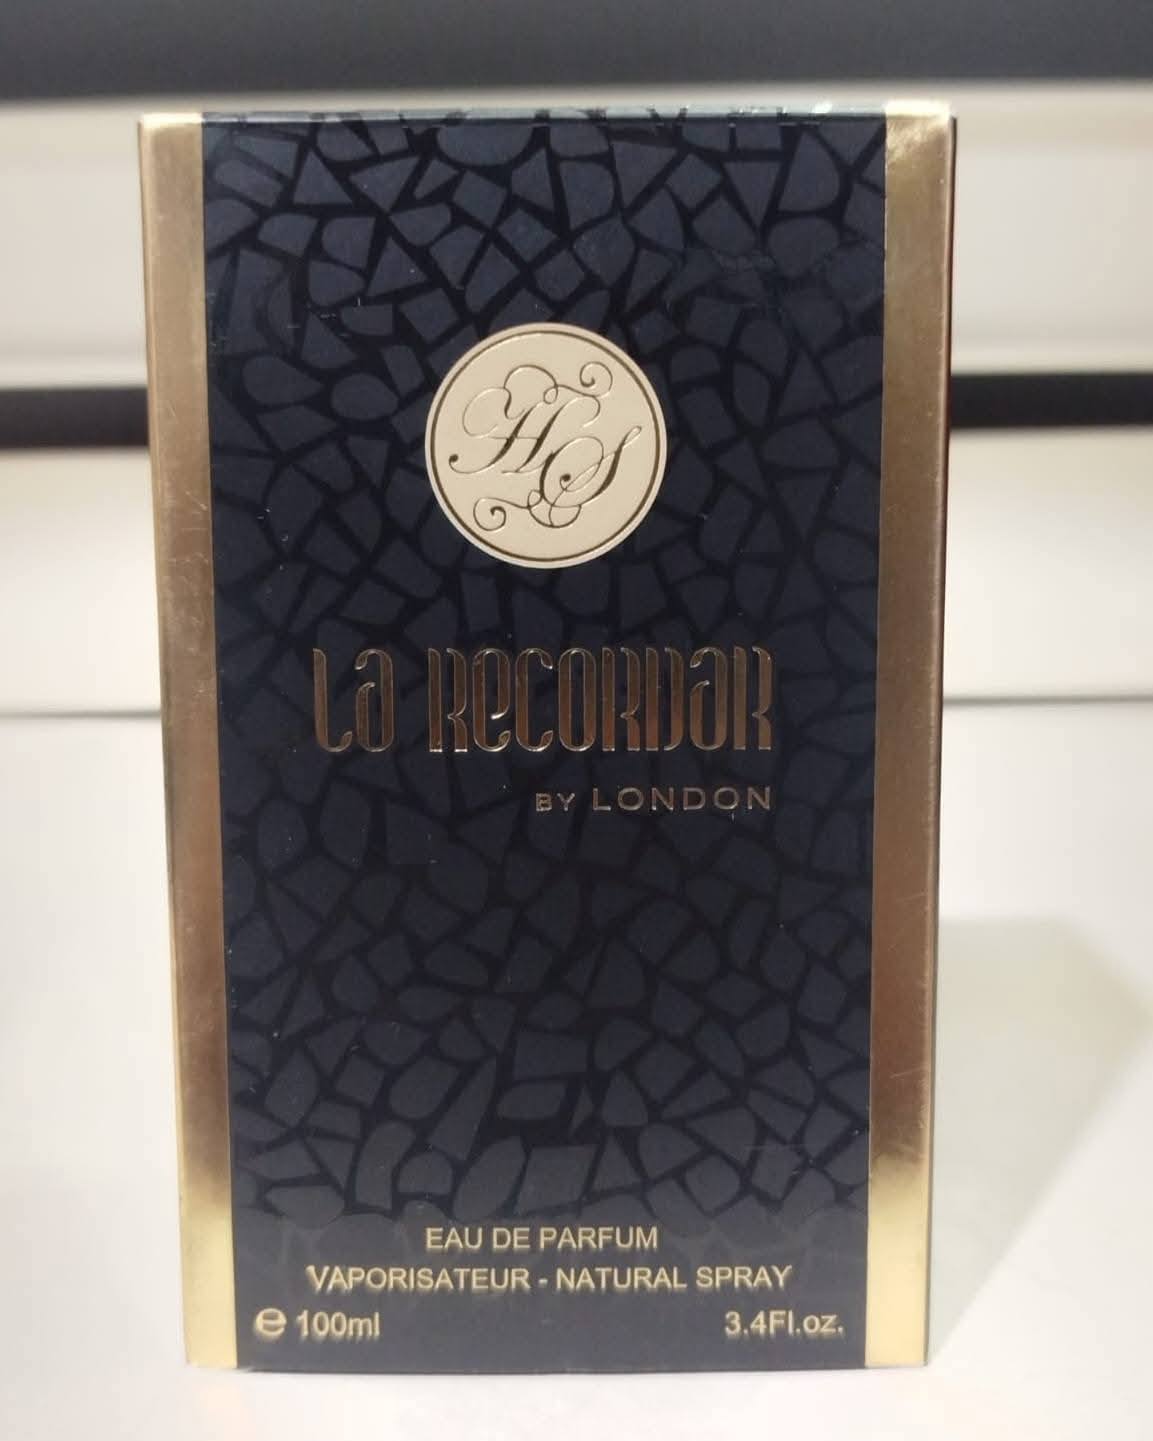 HS
La RecorDar
BY LONDON
EAU DE PARFUM
VAPORISATEUR - NATURAL SPRAY
℮ 100ml 3.4Fl.oz.